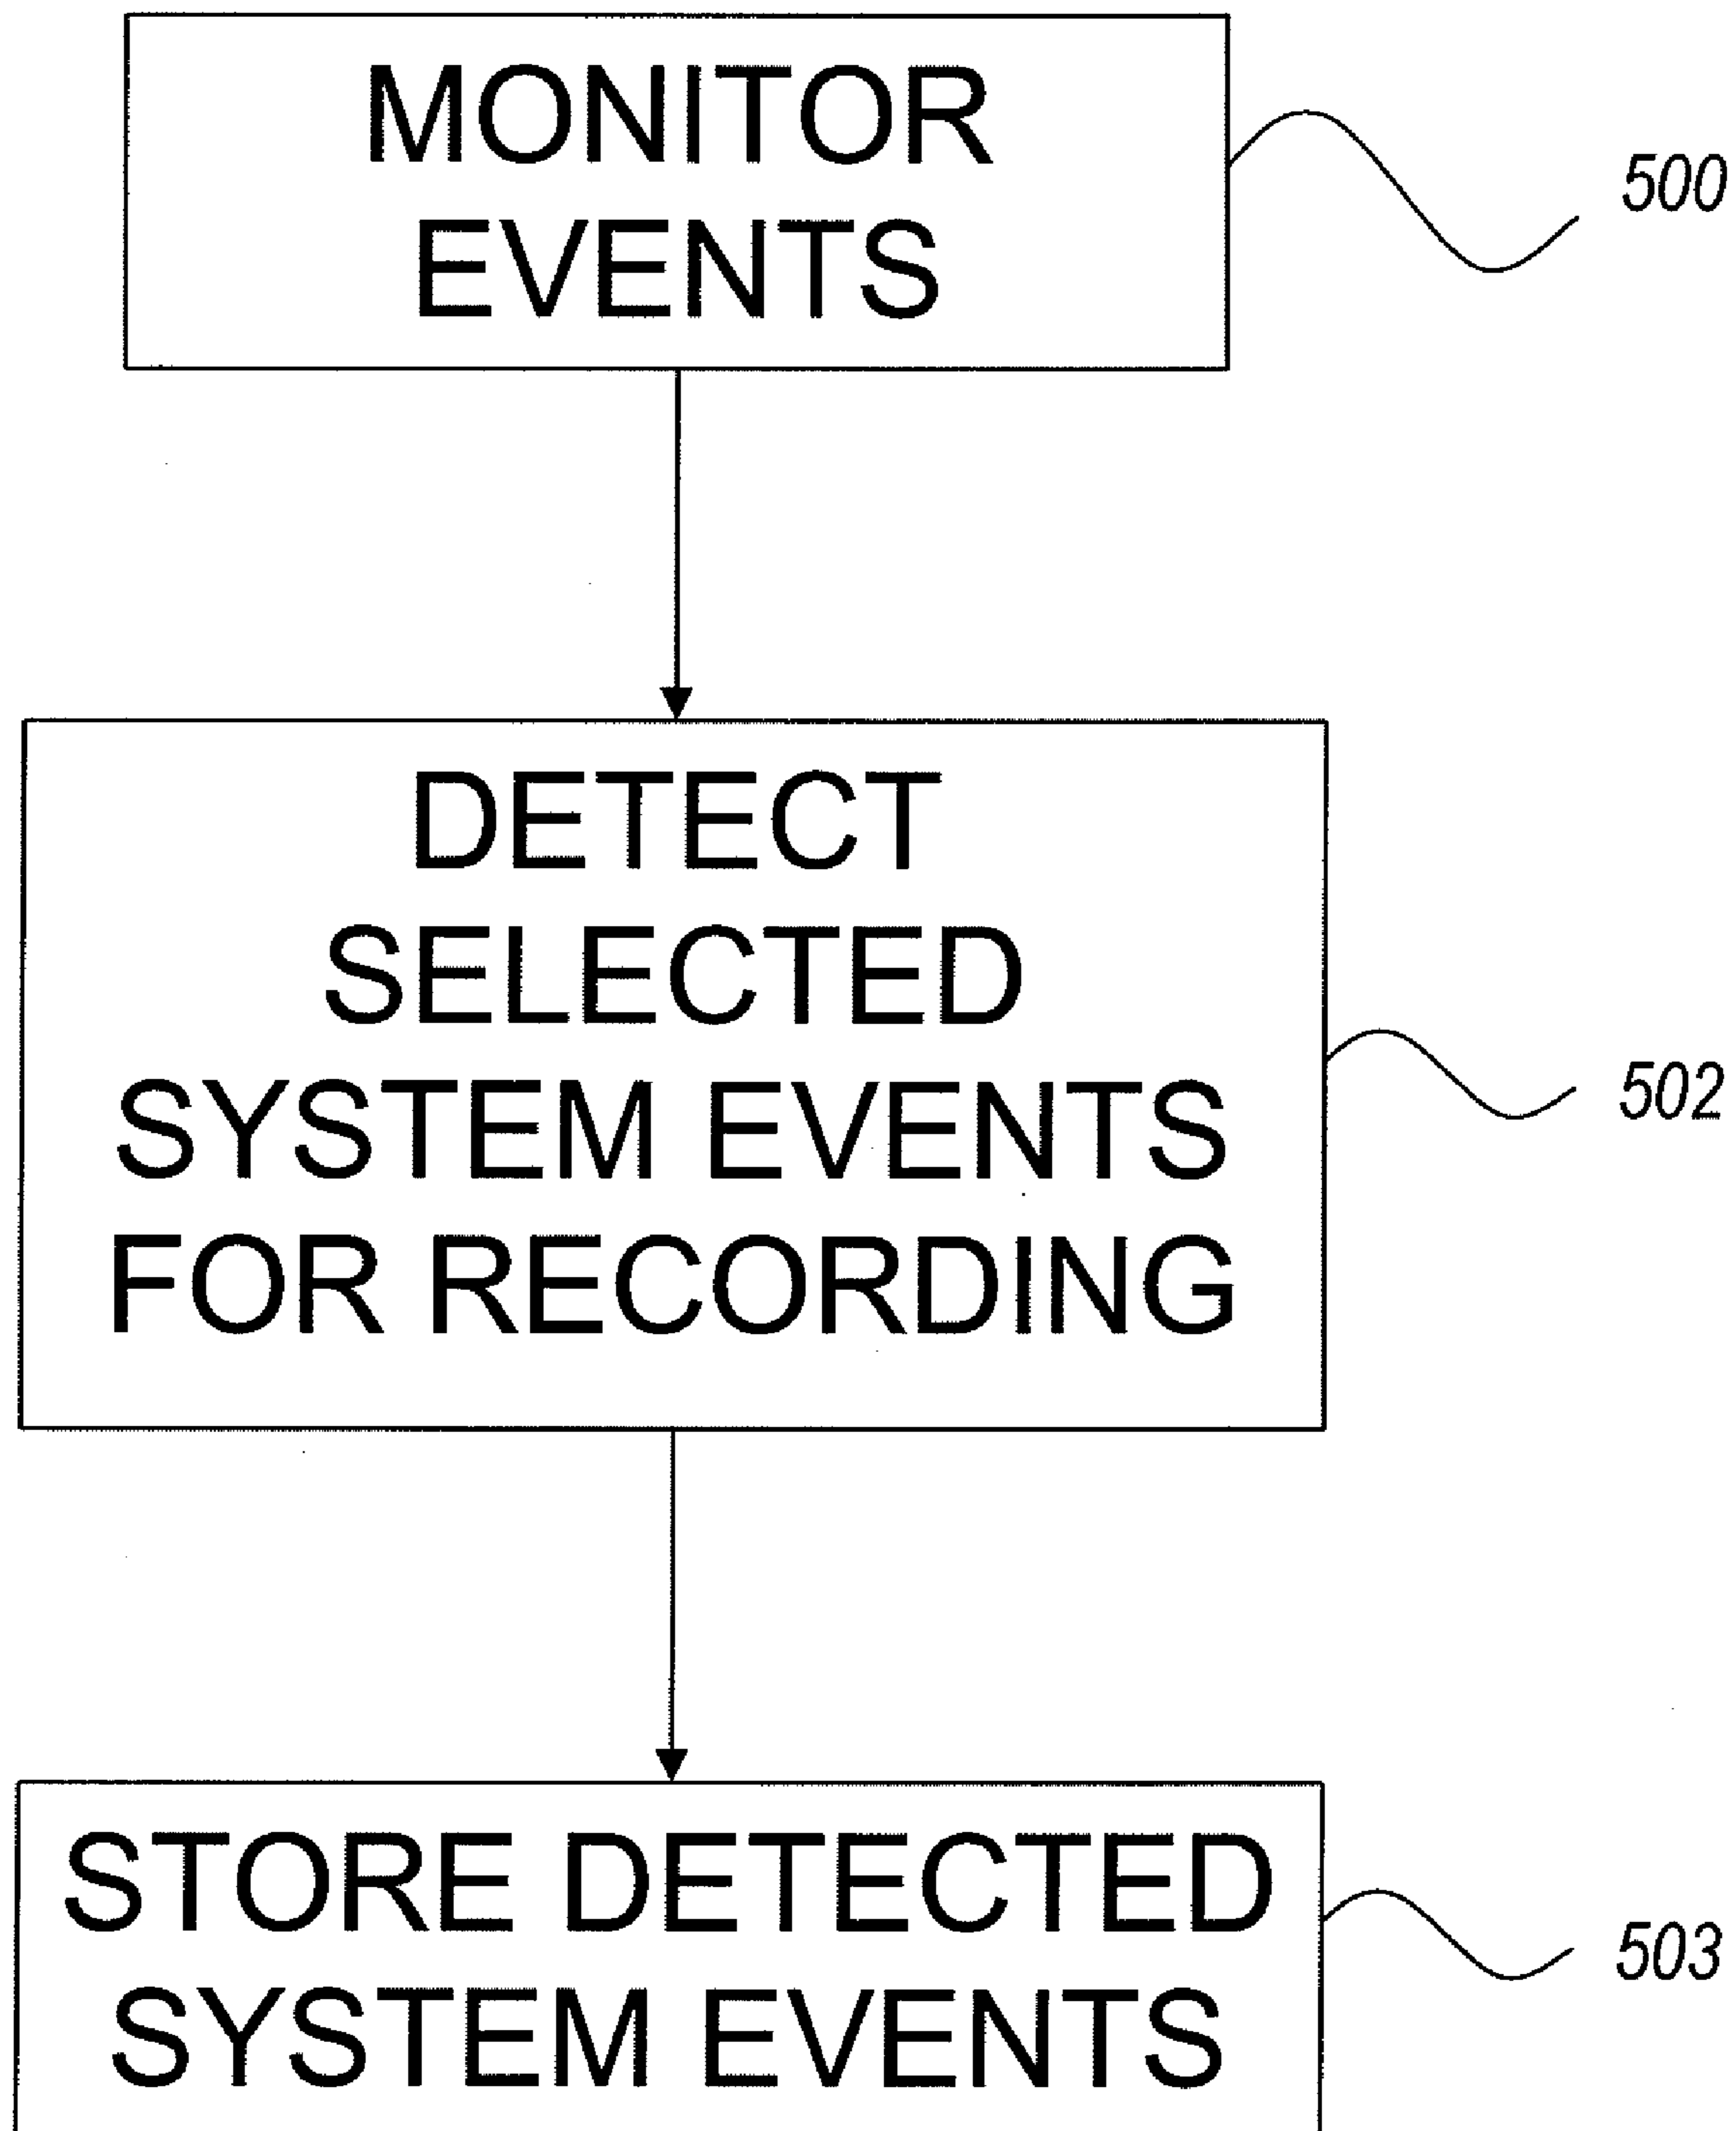 MONITOR
EVENTS
500
DETECT
SELECTED
SYSTEM EVENTS
FOR RECORDING
502
STORE DETECTED
SYSTEM EVENTS
503